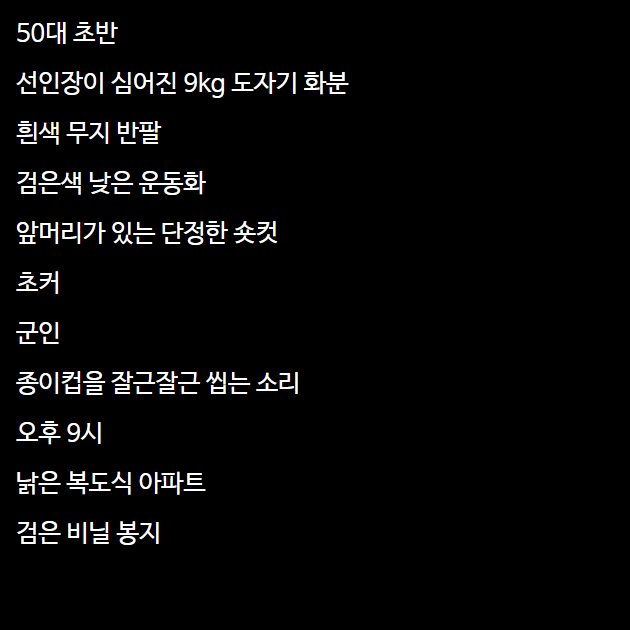 50대 초반
선인장이 심어진 9kg 도자기 화분
흰색 무지 반팔
검은색 낮은 운동화
앞머리가 있는 단정한 숏컷
초커
군인
종이컵을 잘근잘근 씹는 소리
오후 9시
낡은 복도식 아파트
검은 비닐 봉지